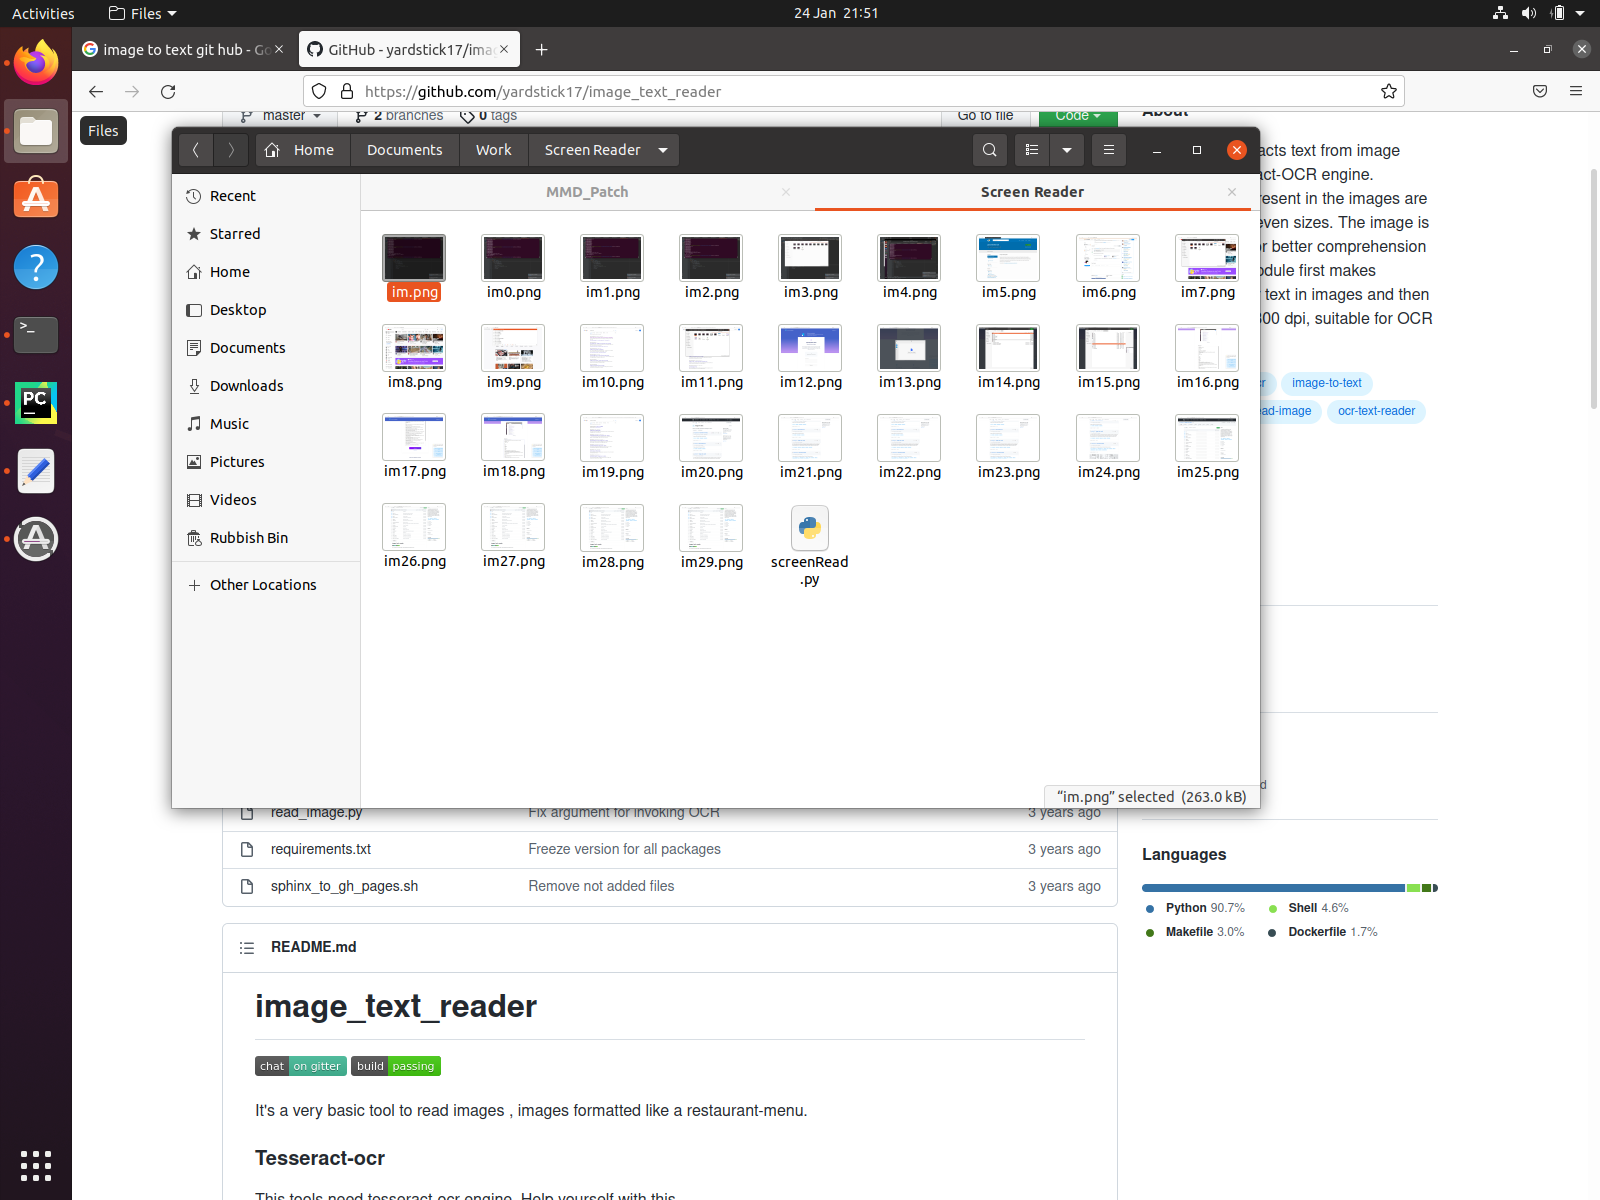 Activities
Files
24 Jan 21:51
image to text git hub - Go
GitHub - yardstick17/imag
https://github.com/yardstick17/image_text_reader
Files
master
2 branches
0 tags
Go to file
Code
About
Home
Documents
Work
Screen Reader
MMD_Patch
Screen Reader
Recent
Starred
Home
Desktop
Documents
Downloads
Music
Pictures
Videos
Rubbish Bin
Other Locations
im.png
im0.png
im1.png
im2.png
im3.png
im4.png
im5.png
im6.png
im7.png
im8.png
im9.png
im10.png
im11.png
im12.png
im13.png
im14.png
im15.png
im16.png
im17.png
im18.png
im19.png
im20.png
im21.png
im22.png
im23.png
im24.png
im25.png
im26.png
im27.png
im28.png
im29.png
screenRead
.py
“im.png” selected (263.0 kB)
acts text from image
act-OCR engine.
resent in the images are
even sizes. The image is
or better comprehension
odule first makes
text in images and then
300 dpi, suitable for OCR
cr
image-to-text
ead-image
ocr-text-reader
d
read_image.py
Fix argument for invoking OCR
3 years ago
requirements.txt
Freeze version for all packages
3 years ago
sphinx_to_gh_pages.sh
Remove not added files
3 years ago
Languages
Python 90.7%
Shell 4.6%
Makefile 3.0%
Dockerfile 1.7%
README.md
image_text_reader
chat on gitter
build passing
It's a very basic tool to read images , images formatted like a restaurant-menu.
Tesseract-ocr
This tools need tesseract-ocr engine. Help yourself with this